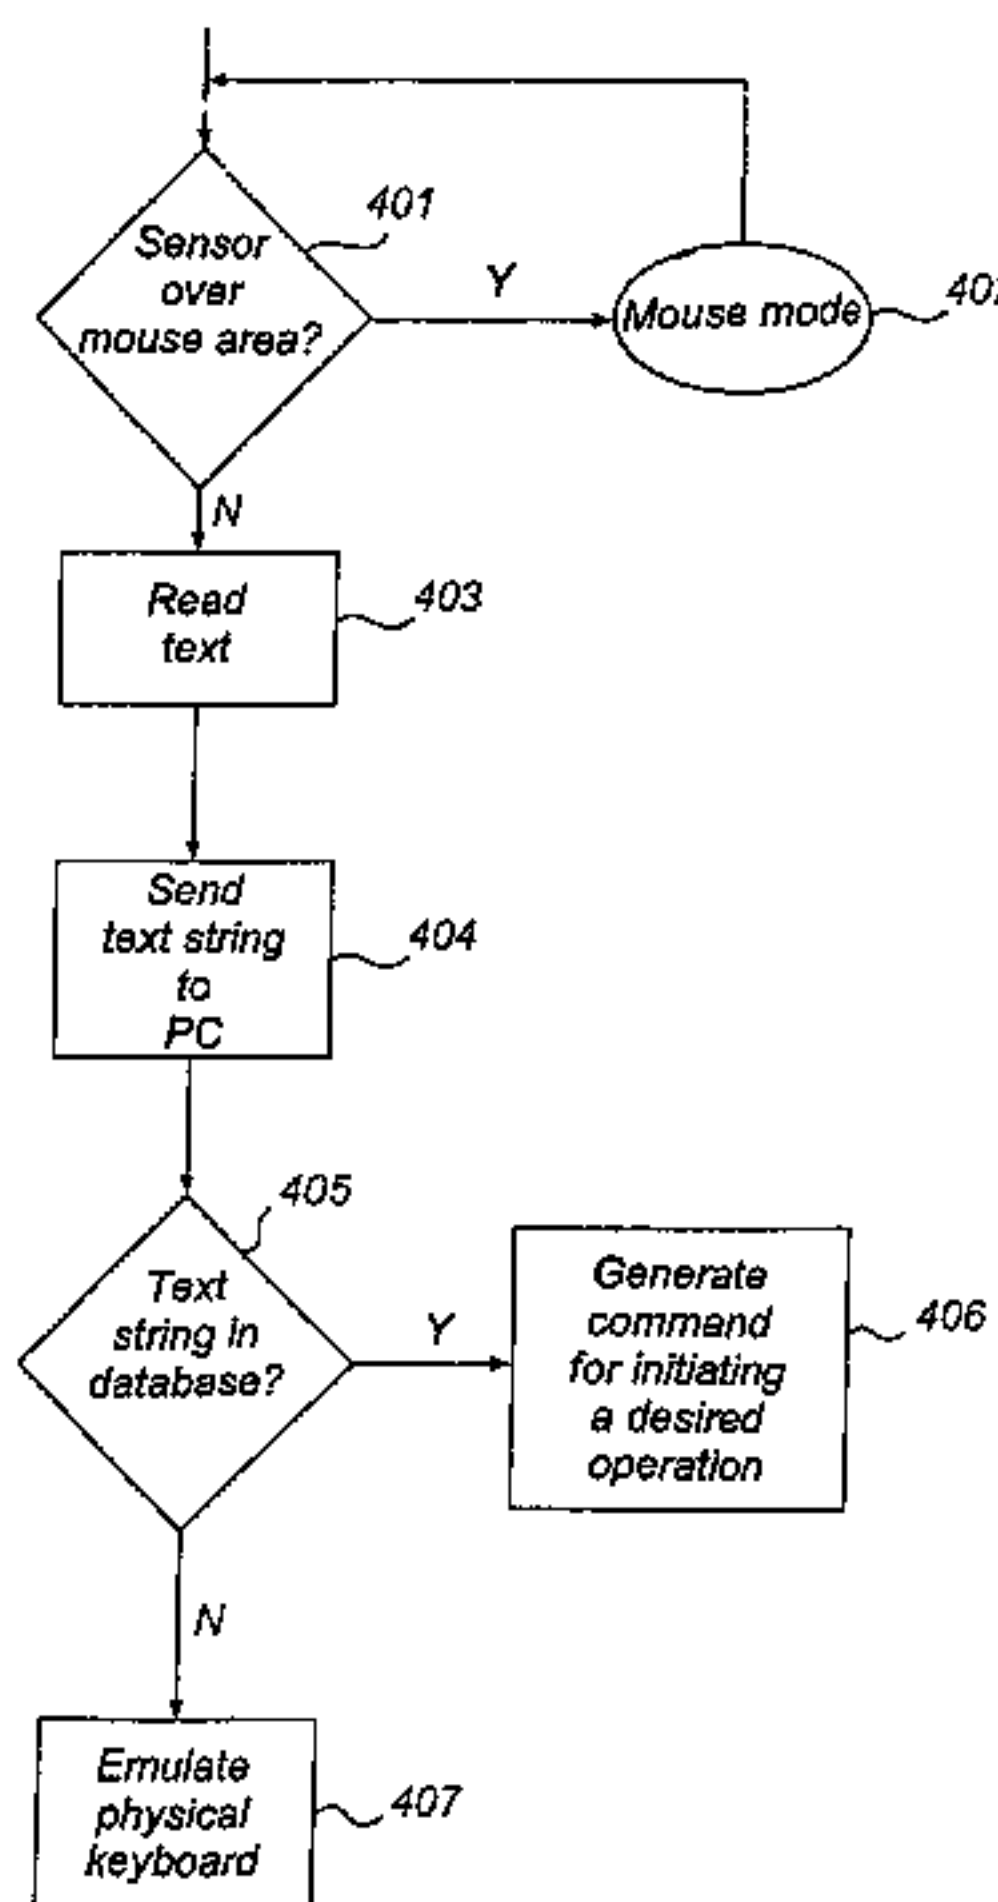 401
Sensor
over
mouse area?
Y
Mouse mode
N
Read
text
403
Send
text string
to
PC
404
405
Text
string in
database?
Y
Generate
command
for initiating
a desired
operation
406
N
Emulate
physical
keyboard
407